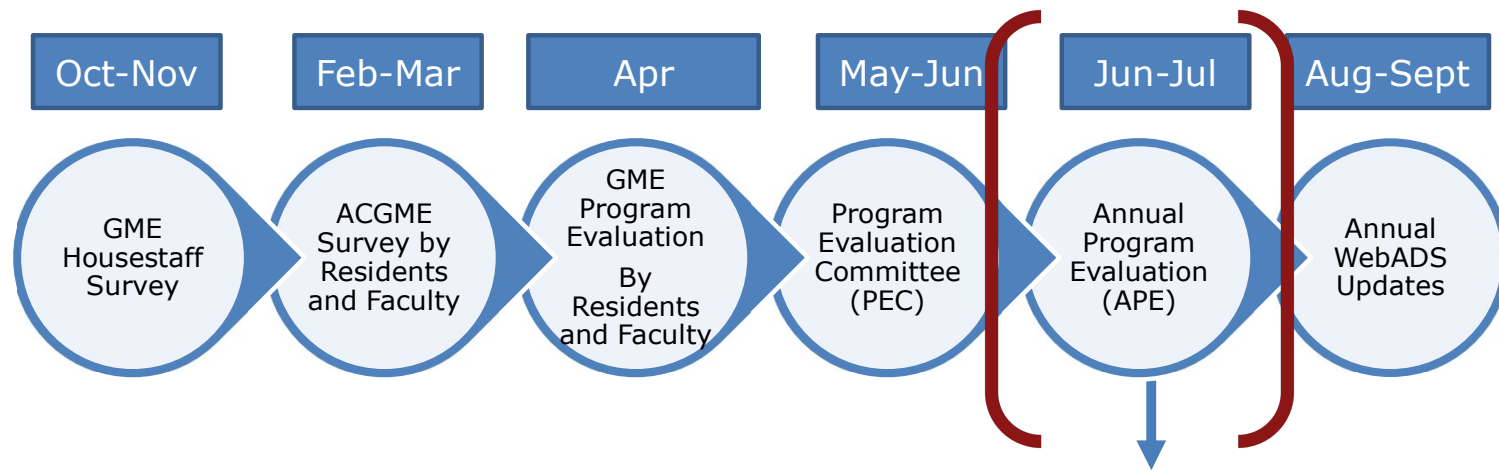 Oct-Nov
Feb-Mar
Apr
May-Jun
Jun-Jul
Aug-Sept
GME
Housestaff
Survey
ACGME
Survey by
Residents
and Faculty
GME
Program
Evaluation
By
Residents
and Faculty
Program
Evaluation
Committee
(PEC)
Annual
Program
Evaluation
(APE)
Annual
WebADS
Updates